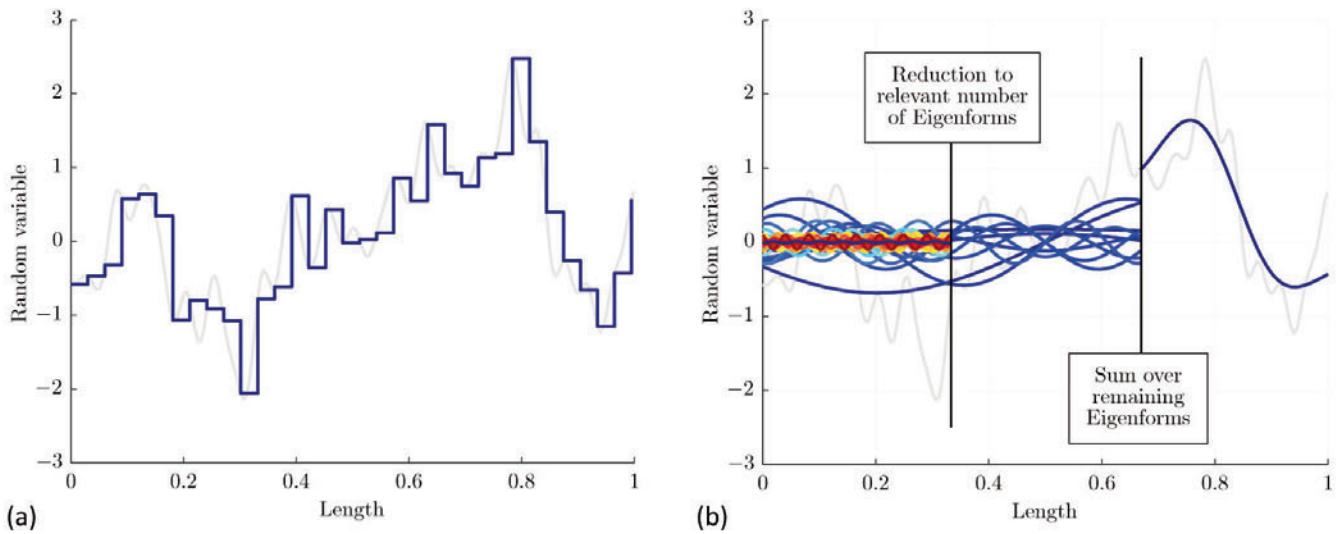 3
2
1
0
−1
−2
−3
Random variable
0
0.2
0.4
0.6
0.8
1
Length
(a)
3
2
1
0
−1
−2
−3
Random variable
Reduction to
relevant number
of Eigenforms
Sum over
remaining
Eigenforms
0
0.2
0.4
0.6
0.8
1
Length
(b)